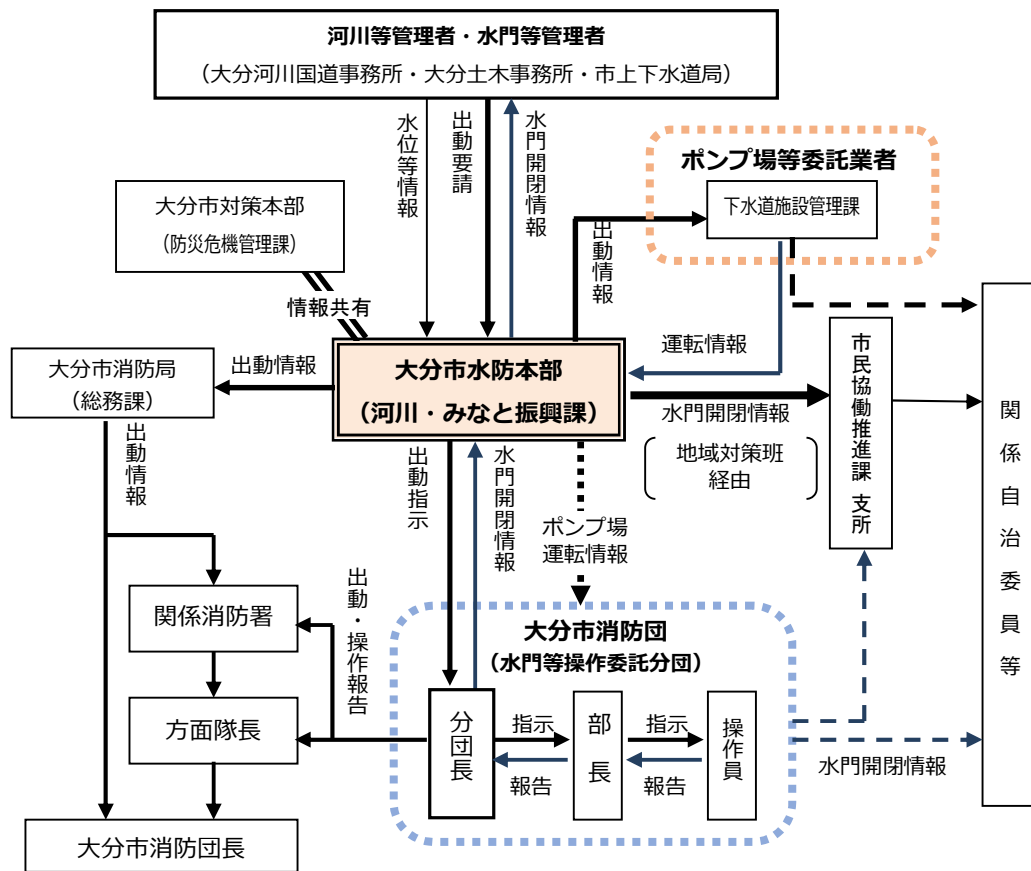 河川等管理者・水門等管理者
（大分河川国道事務所・大分土木事務所・市上下水道局）
水位等情報
出動要請
水門開閉情報
ポンプ場等委託業者
下水道施設管理課
大分市対策本部
（防災危機管理課）
情報共有
出動情報
運転情報
大分市水防本部
（河川・みなと振興課）
大分市消防局
（総務課）
出動情報
出動情報
水門開閉情報
地域対策班
経由
市民協働推進課 支所
関係自治委員等
出動指示
水門開閉情報
ポンプ場
運転情報
関係消防署
出動・操作報告
方面隊長
大分市消防団長
大分市消防団
（水門等操作委託分団）
分団長
指示
報告
部長
指示
報告
操作員
水門開閉情報